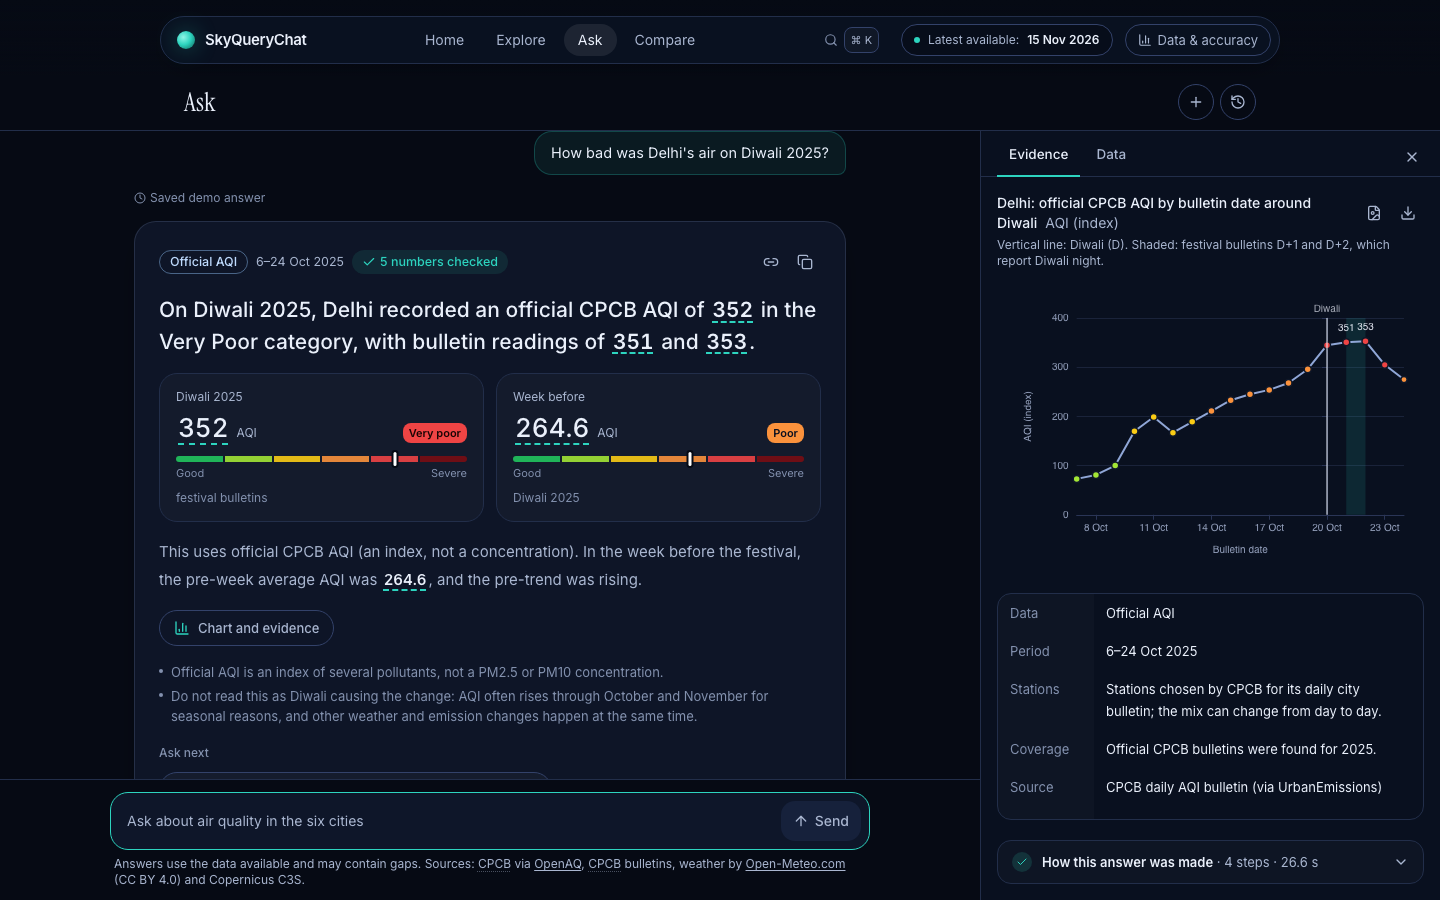 SkyQueryChat
Home
Explore
Ask
Compare
⌘ K
Latest available: 15 Nov 2026
Data & accuracy
Ask
How bad was Delhi's air on Diwali 2025?
Saved demo answer
Official AQI
6–24 Oct 2025
5 numbers checked
On Diwali 2025, Delhi recorded an official CPCB AQI of 352 in the
Very Poor category, with bulletin readings of 351 and 353.
Diwali 2025
352 AQI
Very poor
Good
Severe
festival bulletins
Week before
264.6 AQI
Poor
Good
Severe
Diwali 2025
This uses official CPCB AQI (an index, not a concentration). In the week before the festival,
the pre-week average AQI was 264.6, and the pre-trend was rising.
Chart and evidence
• Official AQI is an index of several pollutants, not a PM2.5 or PM10 concentration.
• Do not read this as Diwali causing the change: AQI often rises through October and November for
seasonal reasons, and other weather and emission changes happen at the same time.
Ask next
Ask about air quality in the six cities
Send
Answers use the data available and may contain gaps. Sources: CPCB via OpenAQ, CPCB bulletins, weather by Open-Meteo.com
(CC BY 4.0) and Copernicus C3S.
Evidence
Data
Delhi: official CPCB AQI by bulletin date around
Diwali AQI (index)
Vertical line: Diwali (D). Shaded: festival bulletins D+1 and D+2, which
report Diwali night.
Diwali
351 353
400
300
200
100
0
AQI (index)
8 Oct
11 Oct
14 Oct
17 Oct
20 Oct
23 Oct
Bulletin date
Data
Official AQI
Period
6–24 Oct 2025
Stations
Stations chosen by CPCB for its daily city
bulletin; the mix can change from day to day.
Coverage
Official CPCB bulletins were found for 2025.
Source
CPCB daily AQI bulletin (via UrbanEmissions)
How this answer was made · 4 steps · 26.6 s